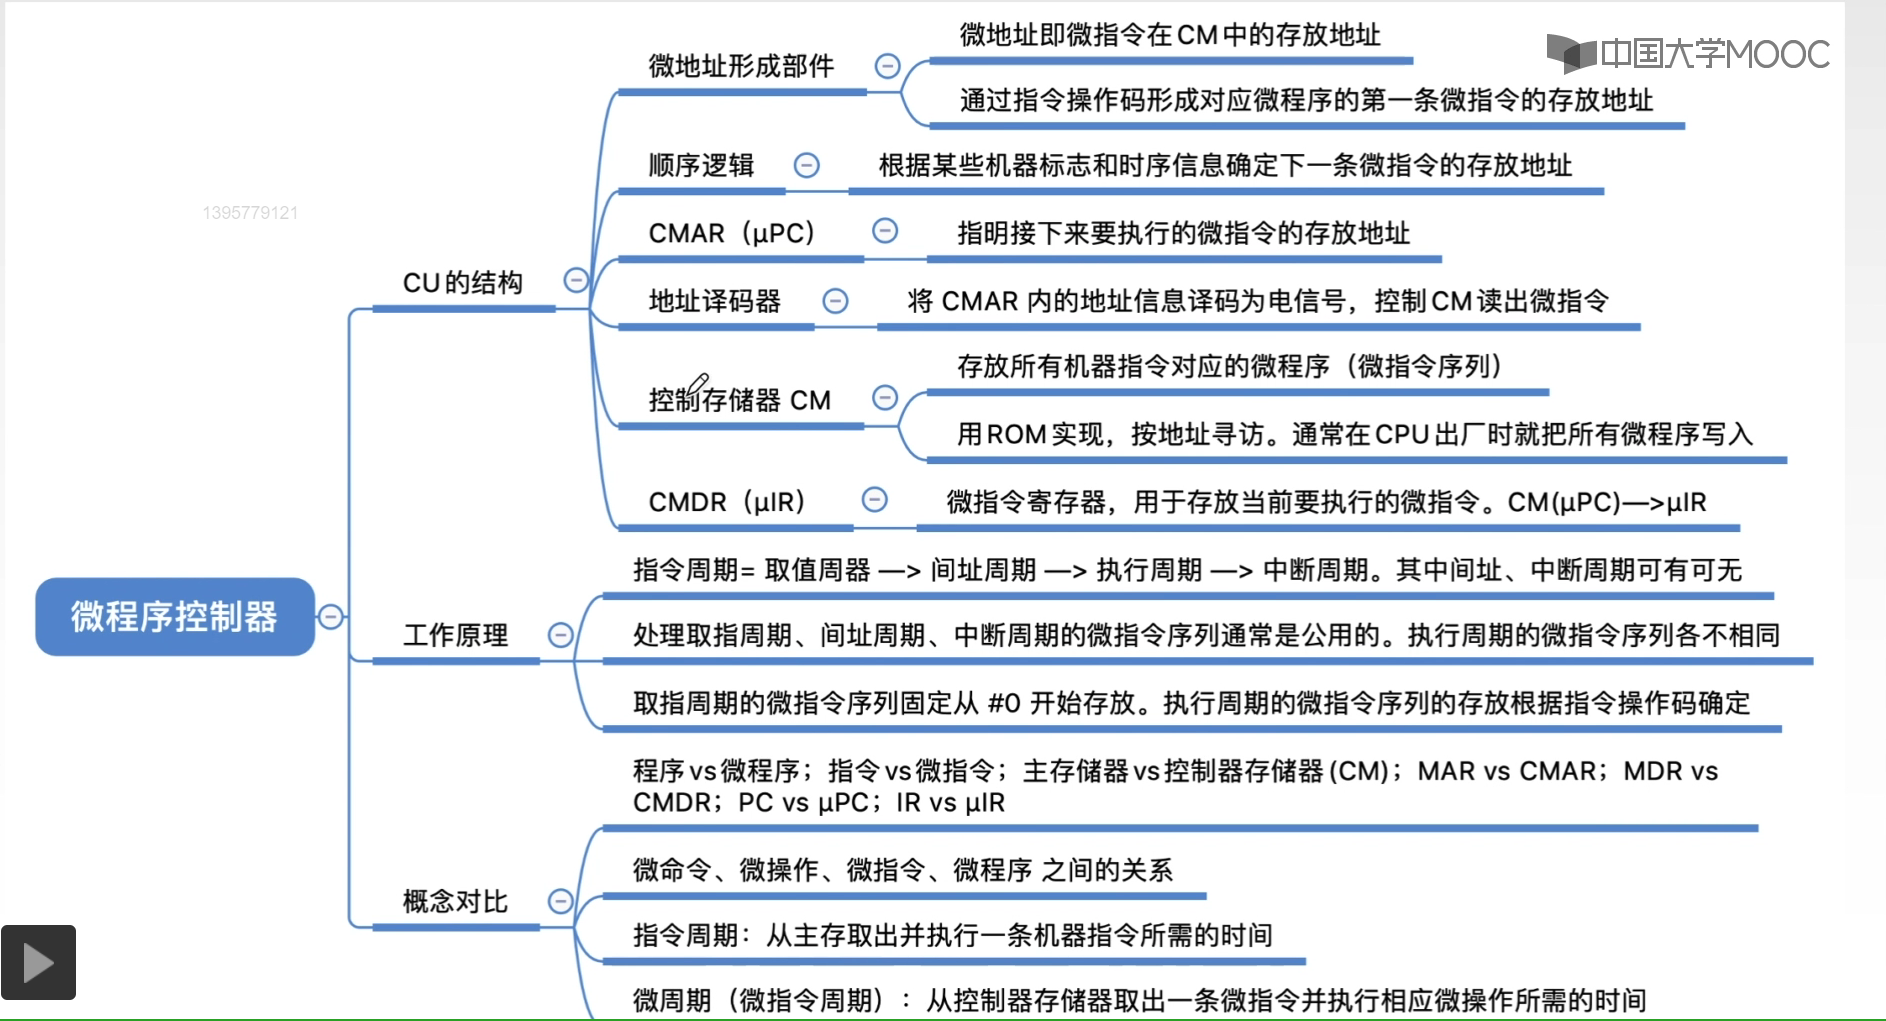 微地址即微指令在CM中的存放地址
中国大学MOOC
微地址形成部件
通过指令操作码形成对应微程序的第一条微指令的存放地址
顺序逻辑
根据某些机器标志和时序信息确定下一条微指令的存放地址
1395779121
CMAR（μPC）
指明接下来要执行的微指令的存放地址
CU的结构
地址译码器
将 CMAR 内的地址信息译码为电信号，控制CM读出微指令
存放所有机器指令对应的微程序（微指令序列）
控制存储器 CM
用ROM实现，按地址寻访。通常在CPU出厂时就把所有微程序写入
CMDR（μIR）
微指令寄存器，用于存放当前要执行的微指令。CM(μPC)—>μIR
指令周期= 取值周器 —> 间址周期 —> 执行周期 —> 中断周期。其中间址、中断周期可有可无
微程序控制器
工作原理
处理取指周期、间址周期、中断周期的微指令序列通常是公用的。执行周期的微指令序列各不相同
取指周期的微指令序列固定从 #0 开始存放。执行周期的微指令序列的存放根据指令操作码确定
程序vs微程序；指令vs微指令；主存储器vs控制器存储器(CM)；MAR vs CMAR；MDR vs
CMDR；PC vs μPC；IR vs μIR
微命令、微操作、微指令、微程序 之间的关系
概念对比
指令周期：从主存取出并执行一条机器指令所需的时间
微周期（微指令周期）：从控制器存储器取出一条微指令并执行相应微操作所需的时间